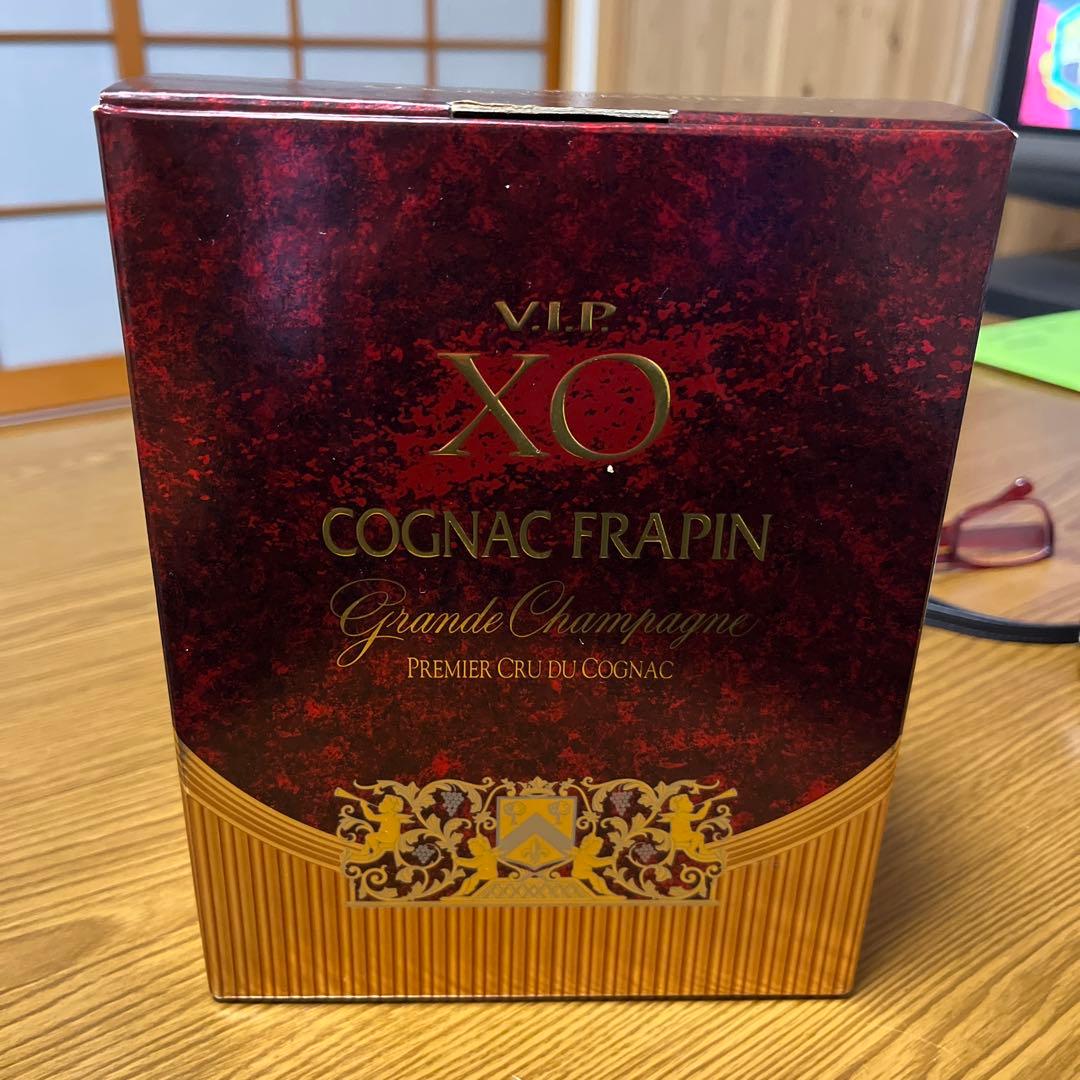 V.I.P.
XO
COGNAC FRAPIN
Grande Champagne
PREMIER CRU DU COGNAC